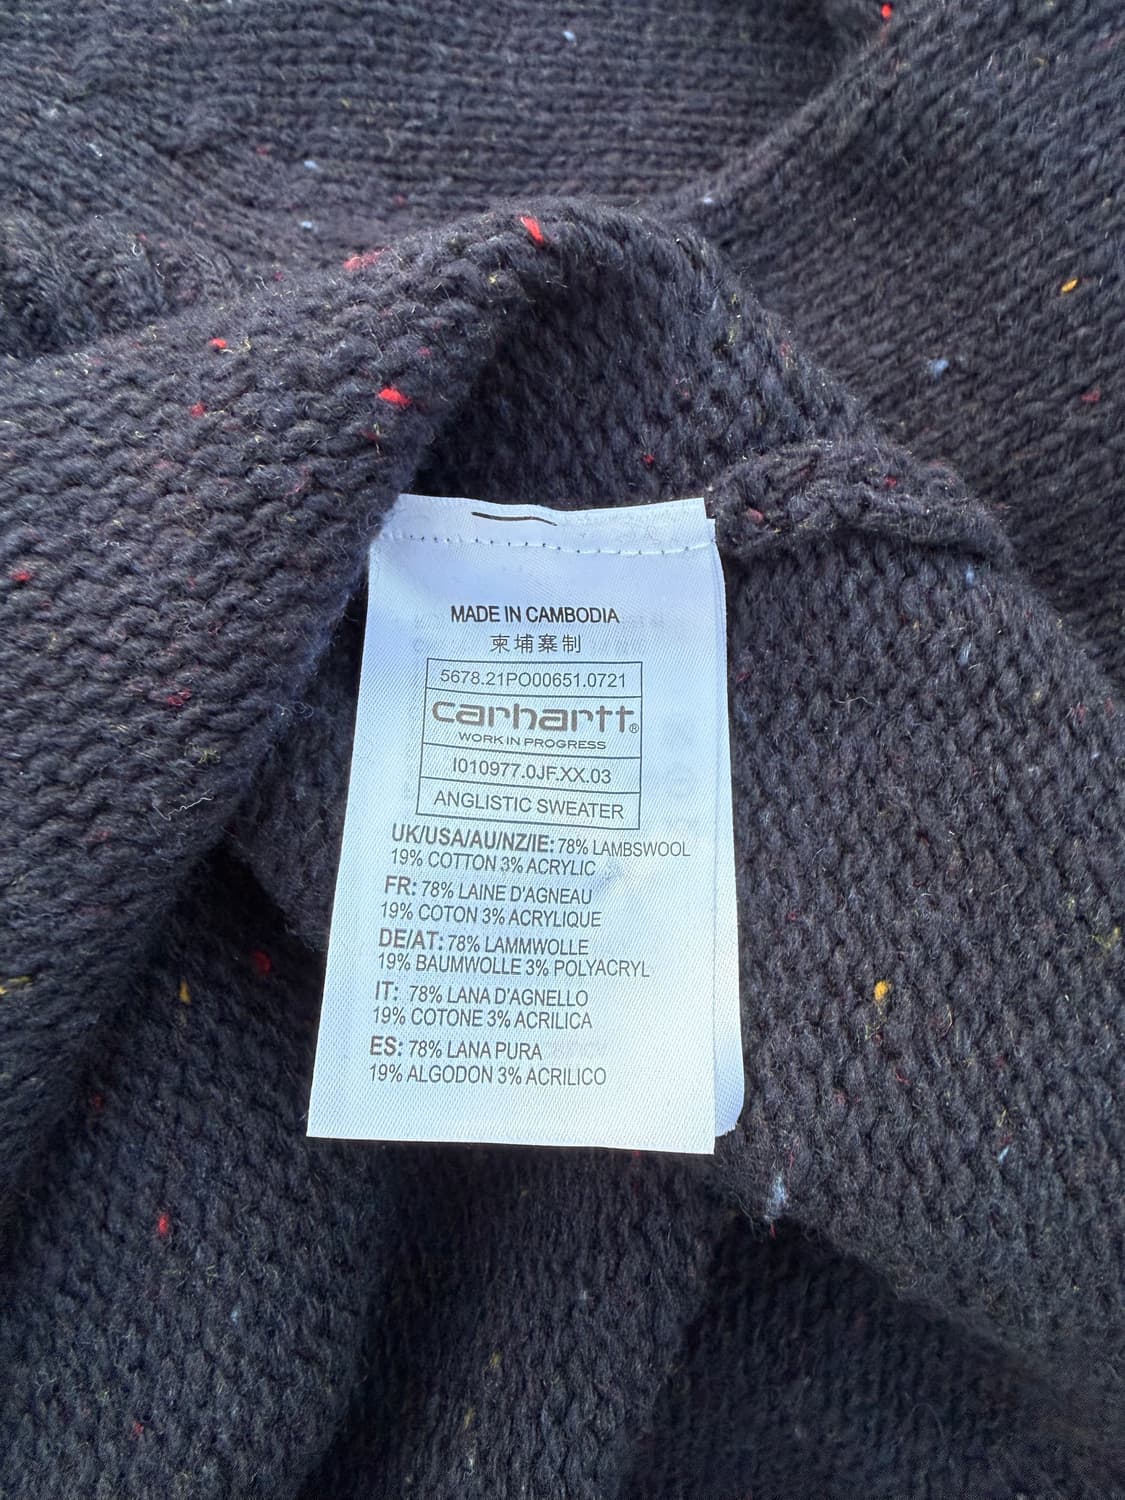 MADE IN CAMBODIA
柬埔寨制
5678.21PO00651.0721
carhartt®
WORK IN PROGRESS
I010977.0JF.XX.03
ANGLISTIC SWEATER
UK/USA/AU/NZ/IE: 78% LAMBSWOOL
19% COTTON 3% ACRYLIC
FR: 78% LAINE D'AGNEAU
19% COTON 3% ACRYLIQUE
DE/AT: 78% LAMMWOLLE
19% BAUMWOLLE 3% POLYACRYL
IT: 78% LANA D'AGNELLO
19% COTONE 3% ACRILICA
ES: 78% LANA PURA
19% ALGODON 3% ACRILICO